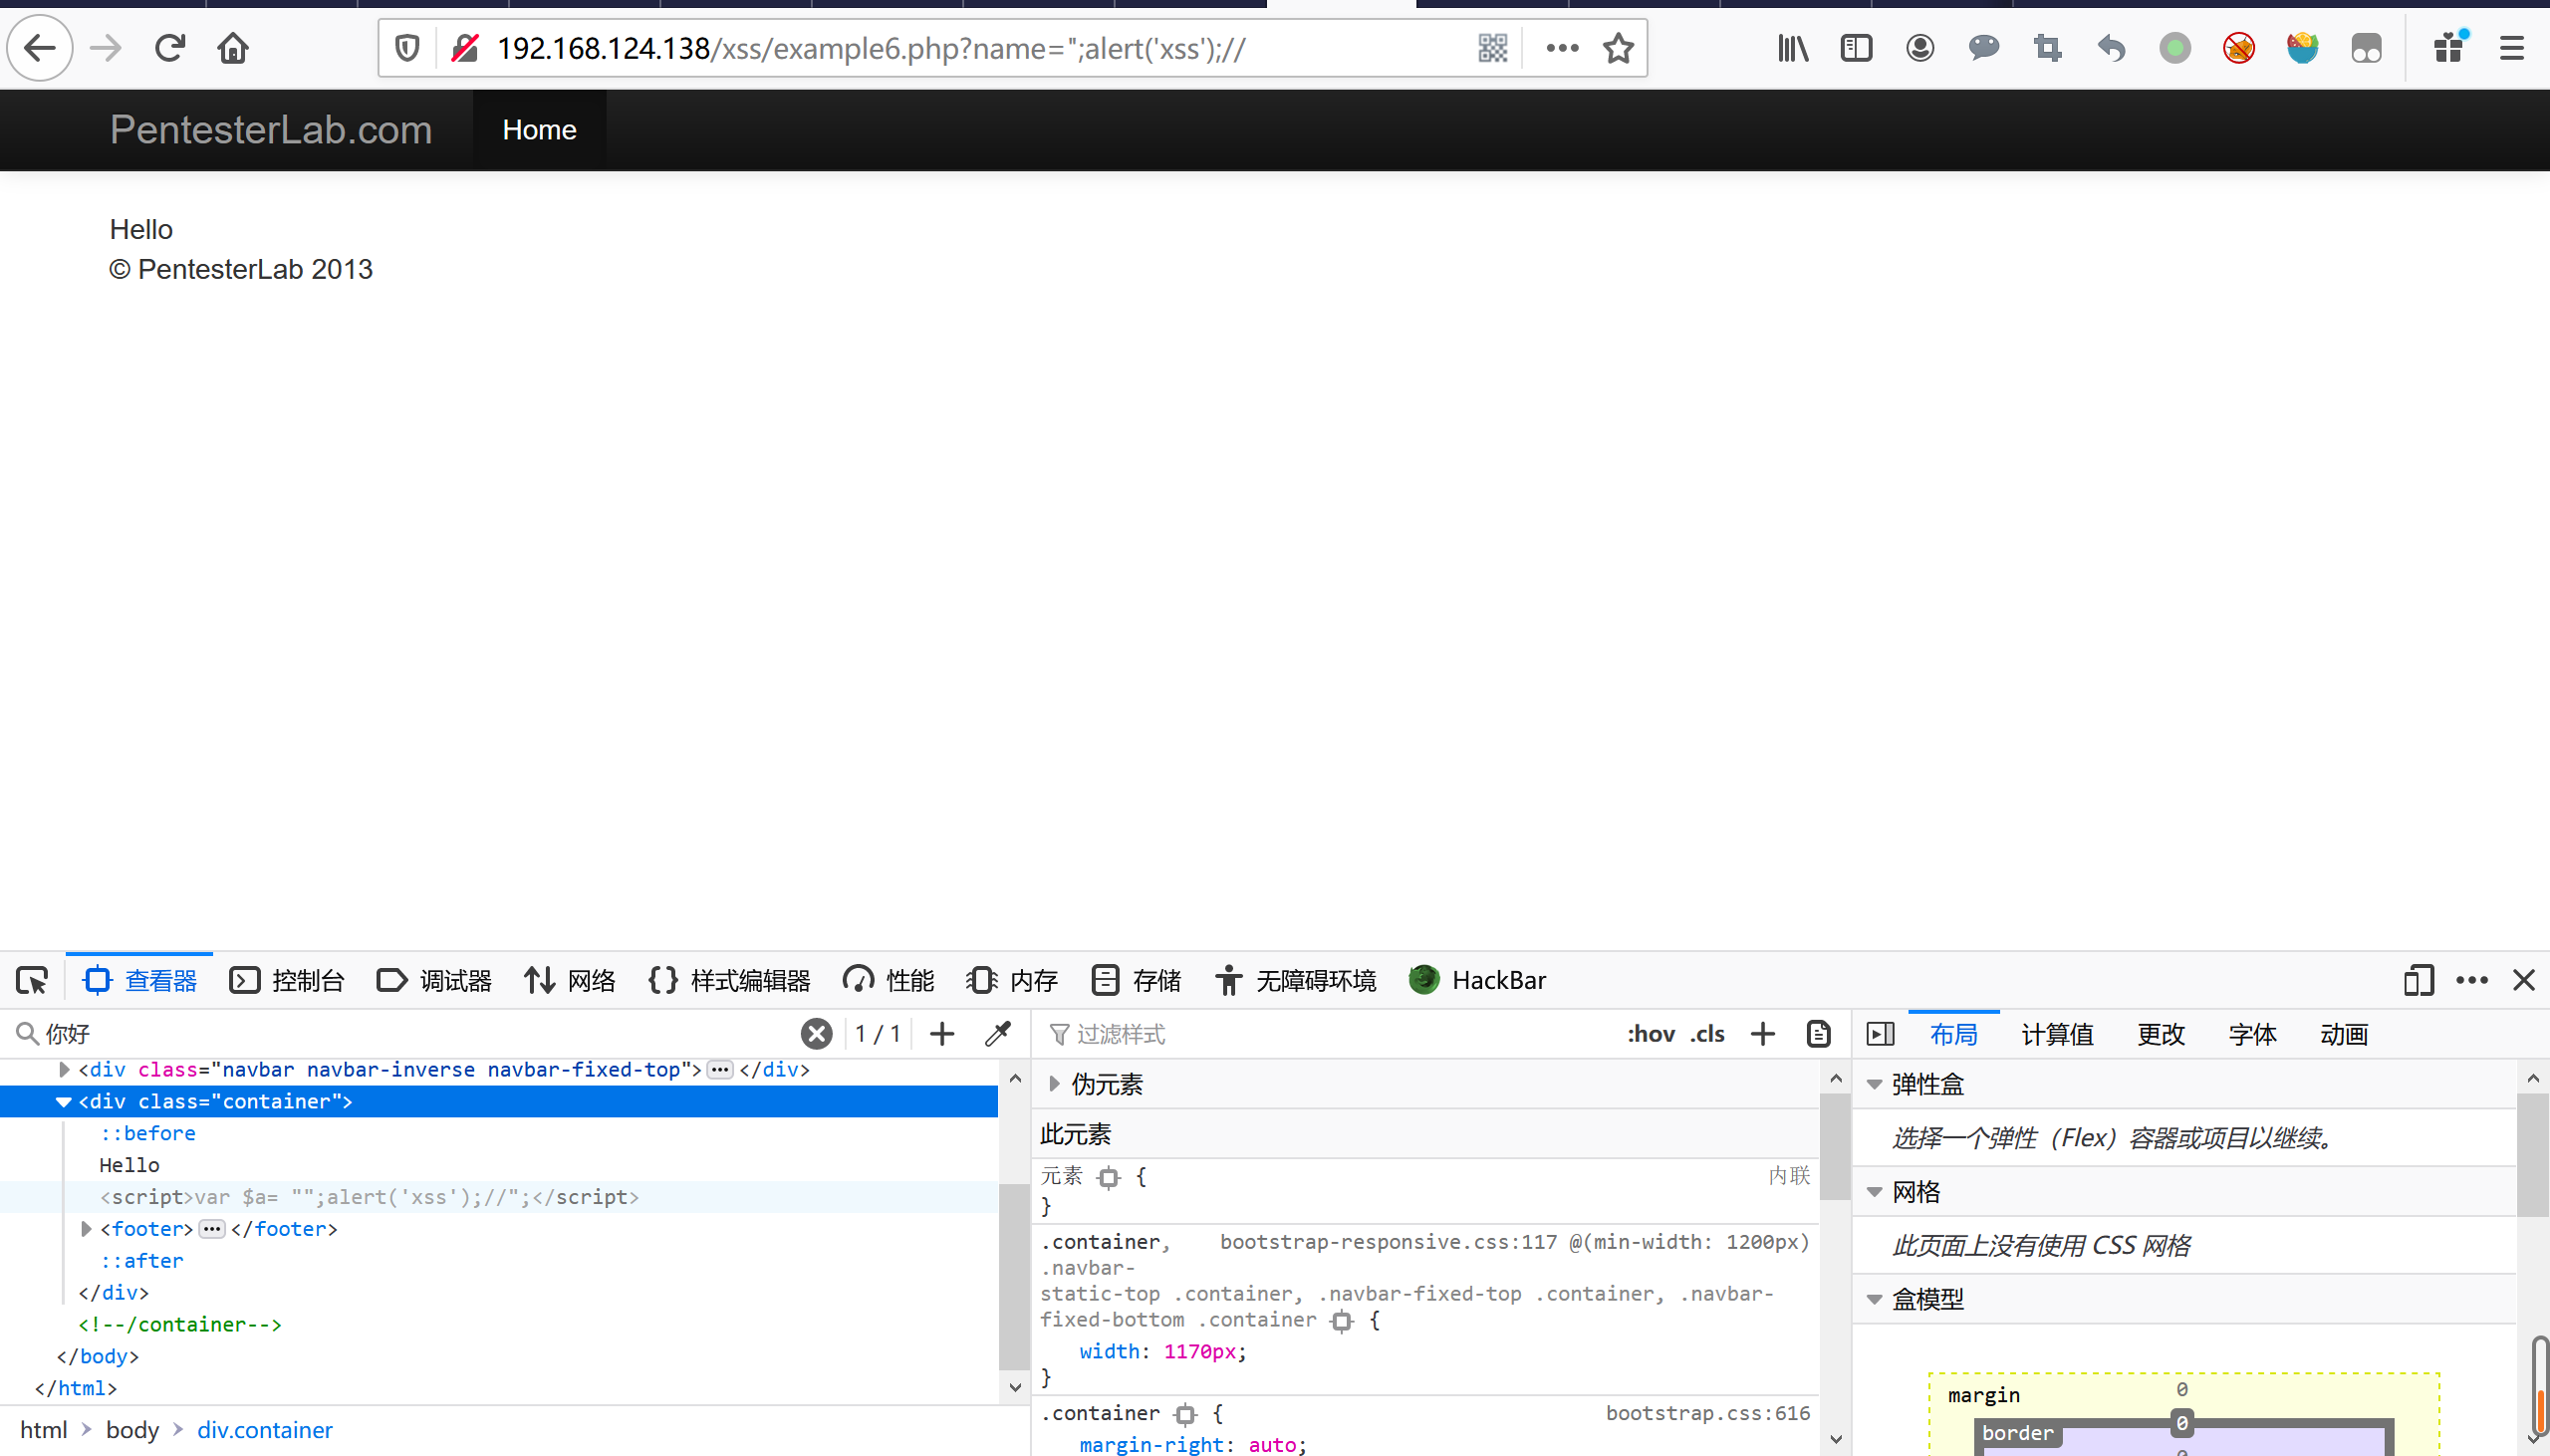 192.168.124.138/xss/example6.php?name=";alert('xss');//
PentesterLab.com Home
Hello
© PentesterLab 2013
查看器 控制台 调试器 网络 样式编辑器 性能 内存 存储 无障碍环境 HackBar
你好 1 / 1
<div class="navbar navbar-inverse navbar-fixed-top"></div>
<div class="container">
::before
Hello
<script>var $a= "";alert('xss');//";</script>
<footer></footer>
::after
</div>
<!--/container-->
</body>
</html>
html body div.container
过滤样式 :hov .cls
伪元素
此元素
元素 { 内联
}
.container, bootstrap-responsive.css:117 @(min-width: 1200px)
.navbar-
static-top .container, .navbar-fixed-top .container, .navbar-
fixed-bottom .container {
width: 1170px;
}
.container { bootstrap.css:616
margin-right: auto;
布局 计算值 更改 字体 动画
弹性盒
选择一个弹性（Flex）容器或项目以继续。
网格
此页面上没有使用 CSS 网格
盒模型
margin 0
border 0